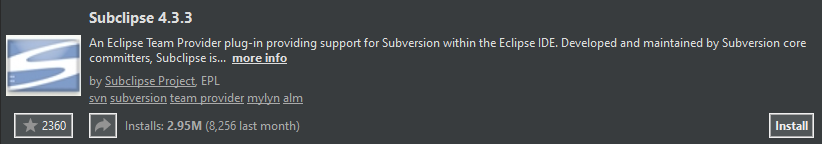 Subclipse 4.3.3
An Eclipse Team Provider plug-in providing support for Subversion within the Eclipse IDE. Developed and maintained by Subversion core
committers, Subclipse is... more info
by Subclipse Project, EPL
svn subversion team provider mylyn alm
2360 Installs: 2.95M (8,256 last month) Install